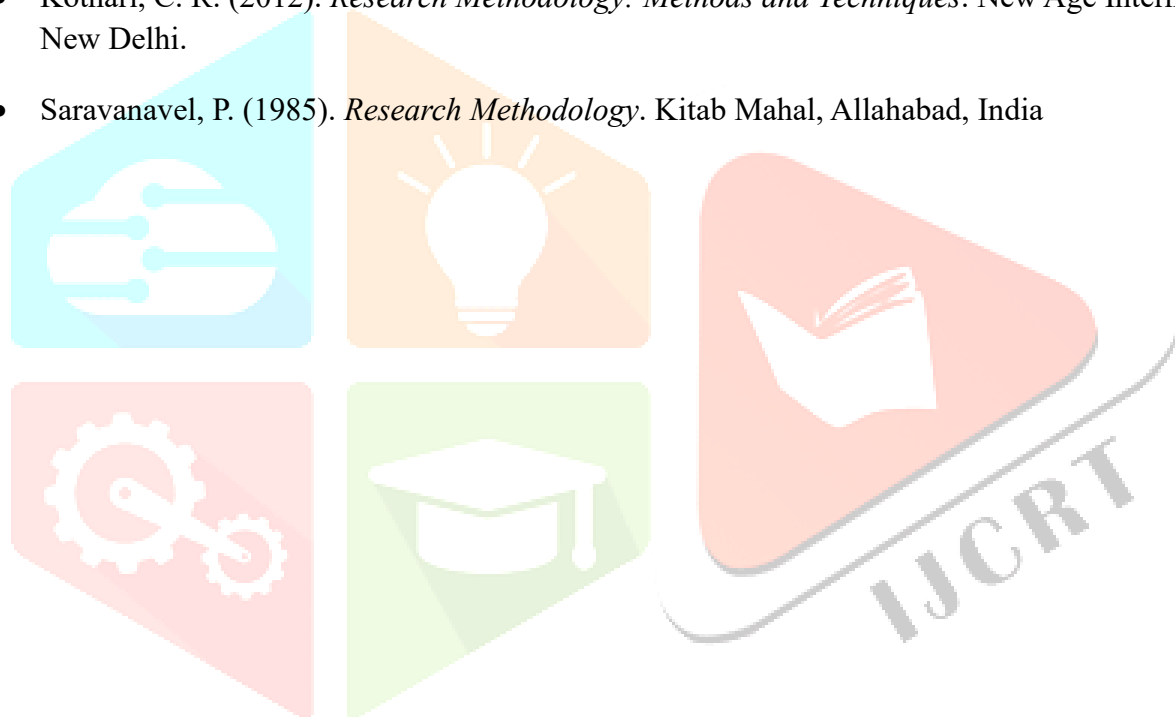 • Kothari, C. R. (2012). Research Methodology: Methods and Techniques. New Age
New Delhi.
• Saravanavel, P. (1985). Research Methodology. Kitab Mahal, Allahabad, India
IJCRT